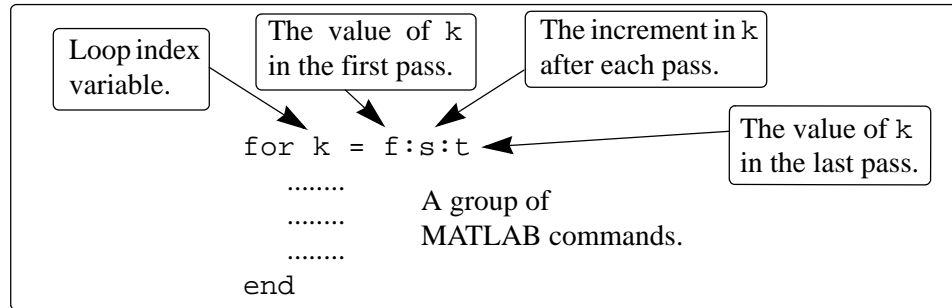 Loop index
variable.
The value of k
in the first pass.
The increment in k
after each pass.
for k = f:s:t
The value of k
in the last pass.
........
........
........
A group of
MATLAB commands.
end